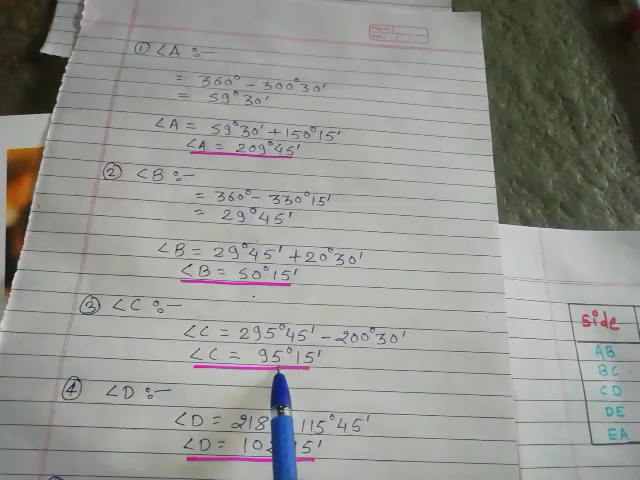 ① ∠A :-
= 360° - 300°30'
= 59°30'
∠A = 59°30' + 150°15'
∠A = 209°45'
② ∠B :-
= 360° - 330°15'
= 29°45'
∠B = 29°45' + 20°30'
∠B = 50°15'
③ ∠C :-
∠C = 295°45' - 200°30'
∠C = 95°15'
④ ∠D :-
∠D = 218 115°45'
∠D = 102 15'
side
AB
BC
CD
DE
EA